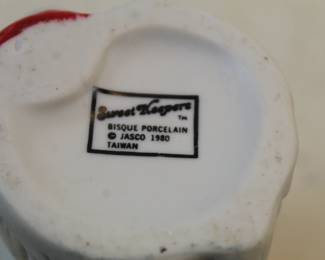 Sweet Keepers
TM
BISQUE PORCELAIN
© JASCO 1980
TAIWAN